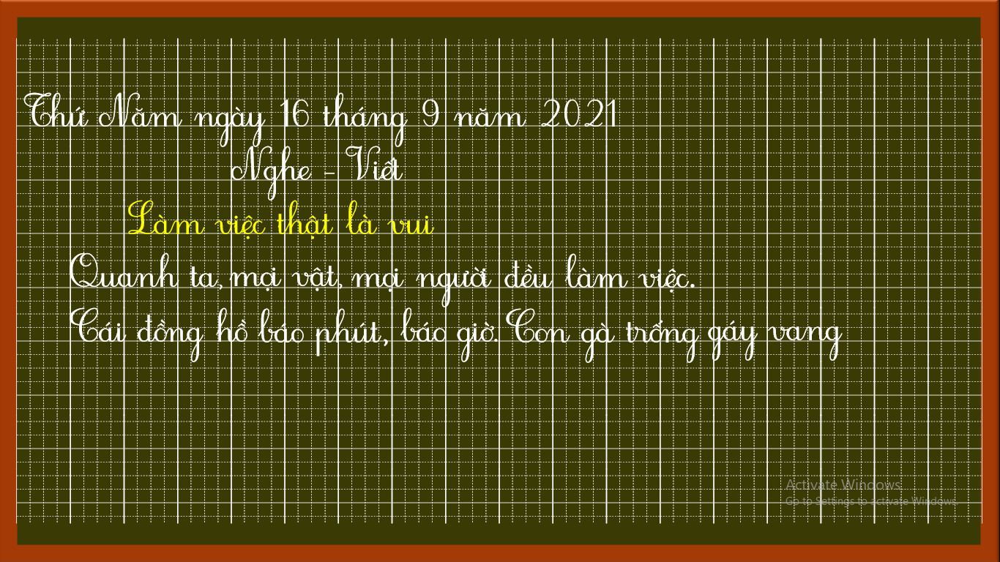 Thứ Năm ngày 16 tháng 9 năm 2021
Nghe - Viết
Làm việc thật là vui
Quanh ta, mọi vật, mọi người đều làm việc.
Cái đồng hồ báo phút, báo giờ. Con gà trống gáy vang
Activate Windows
Go to Settings to activate Windows.